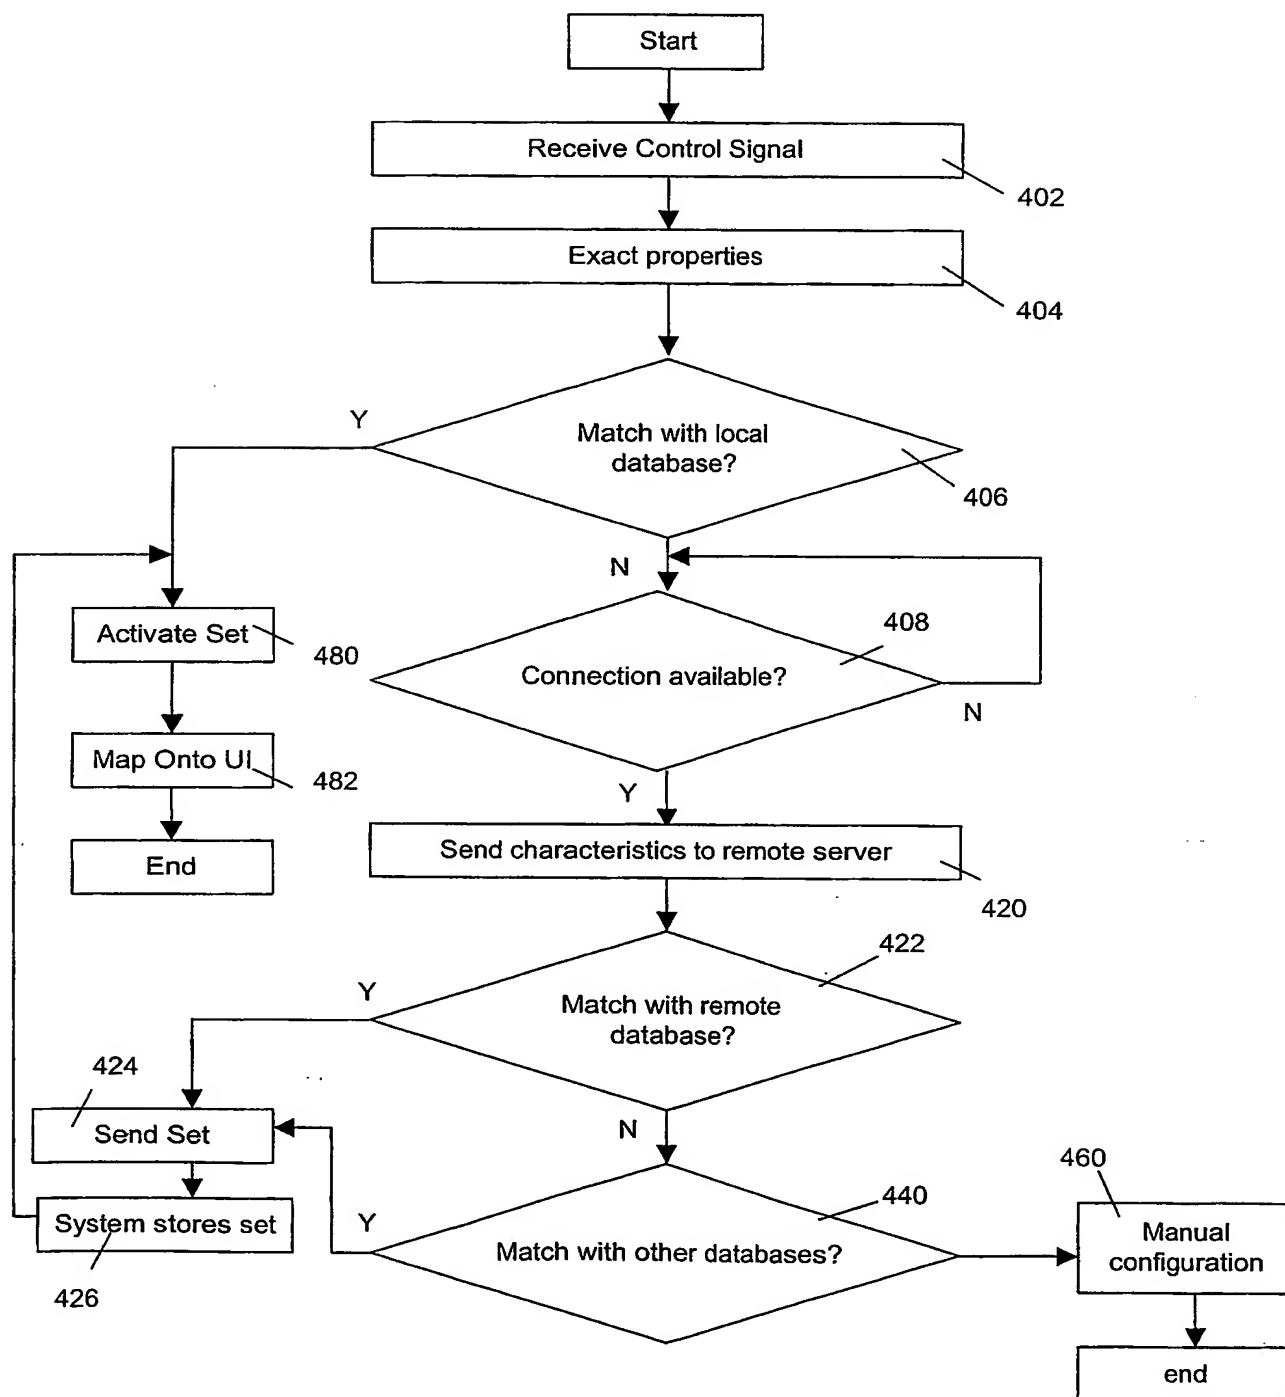 Start
Receive Control Signal
402
Exact properties
404
Y
Match with local
database?
406
N
Activate Set
480
408
Connection available?
N
Map Onto UI
482
Y
End
Send characteristics to remote server
420
422
Y
Match with remote
database?
424
Send Set
N
460
440
Manual
configuration
Y
System stores set
Match with other databases?
426
end